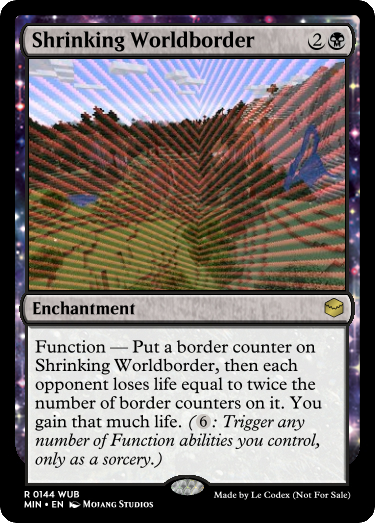 Shrinking Worldborder 2
Enchantment
Function — Put a border counter on
Shrinking Worldborder, then each
opponent loses life equal to twice the
number of border counters on it. You
gain that much life. (6: Trigger any
number of Function abilities you control,
only as a sorcery.)
R 0144 WUB
MIN • EN Mojang Studios
Made by Le Codex (Not For Sale)